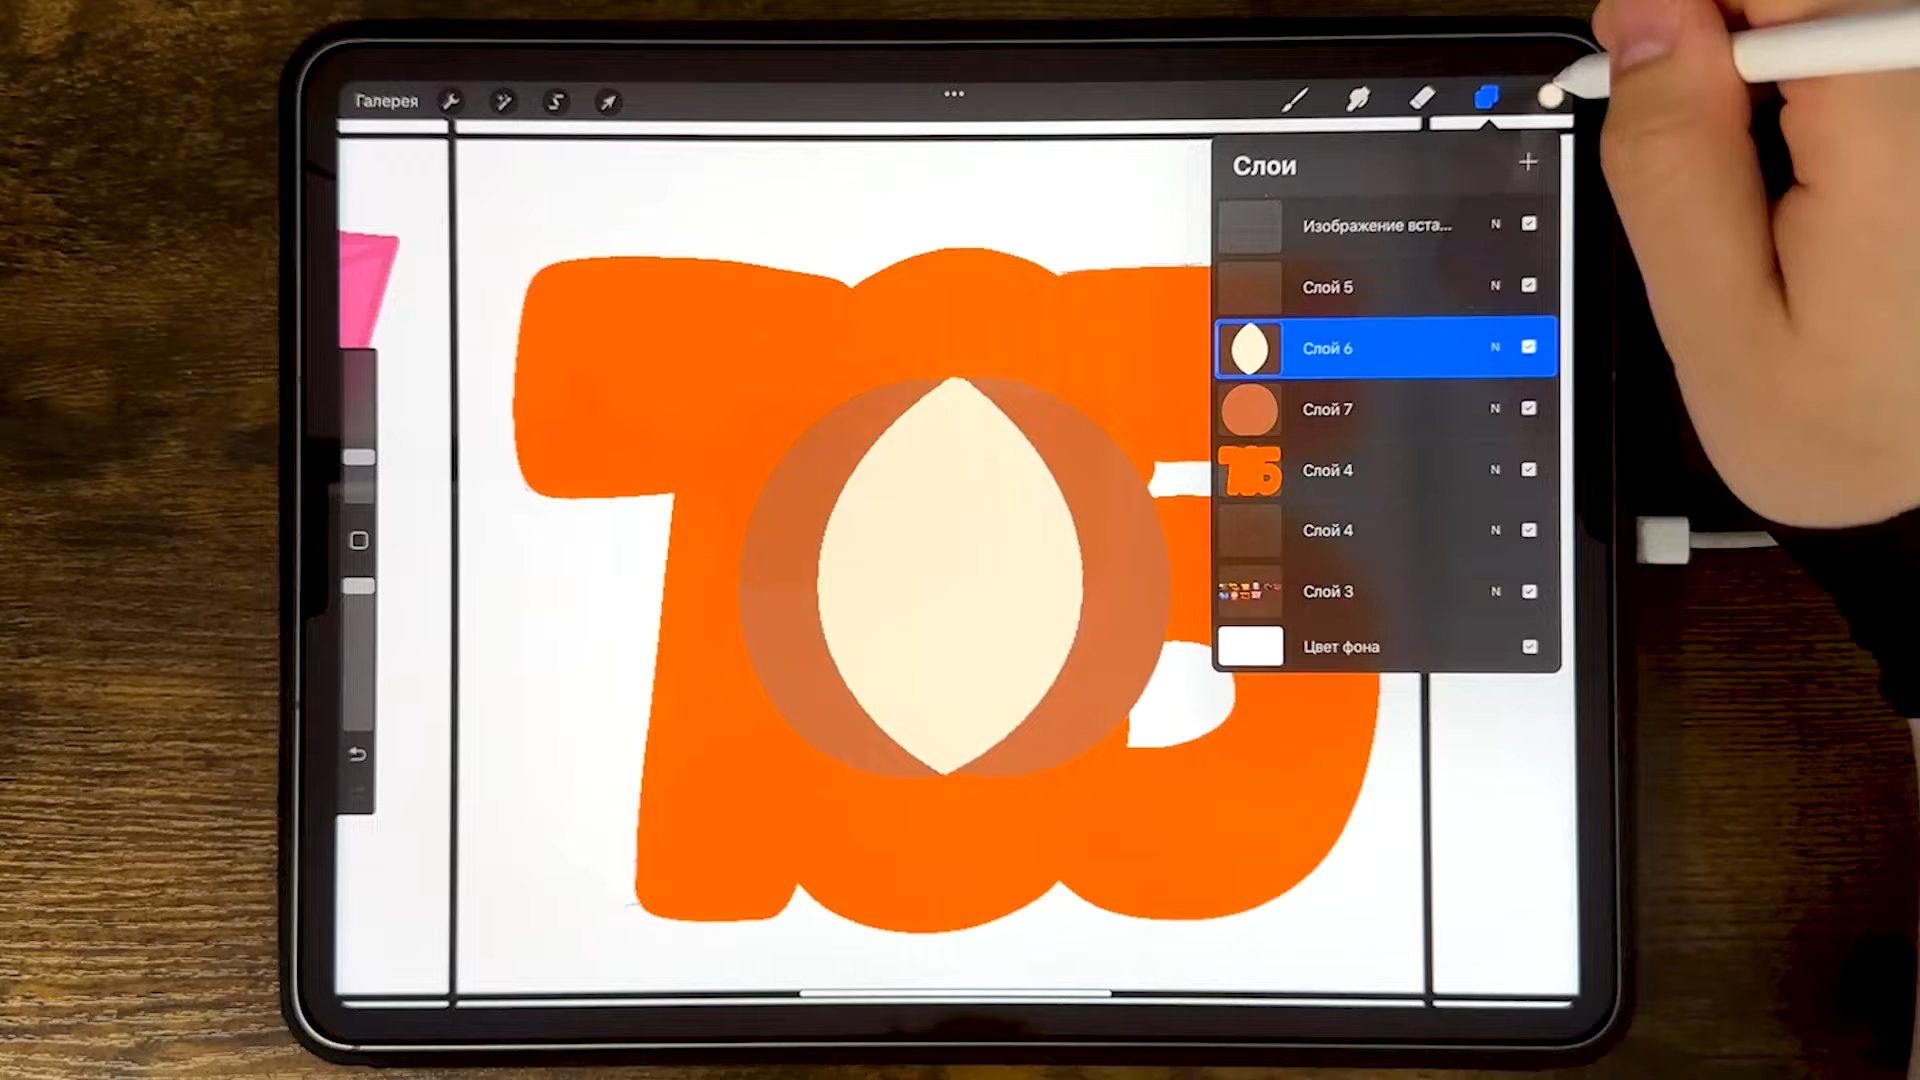 Галерея
Слои
Изображение вста... N
Слой 5 N
Слой 6 N
Слой 7 N
Слой 4 N
Слой 4 N
Слой 3 N
Цвет фона